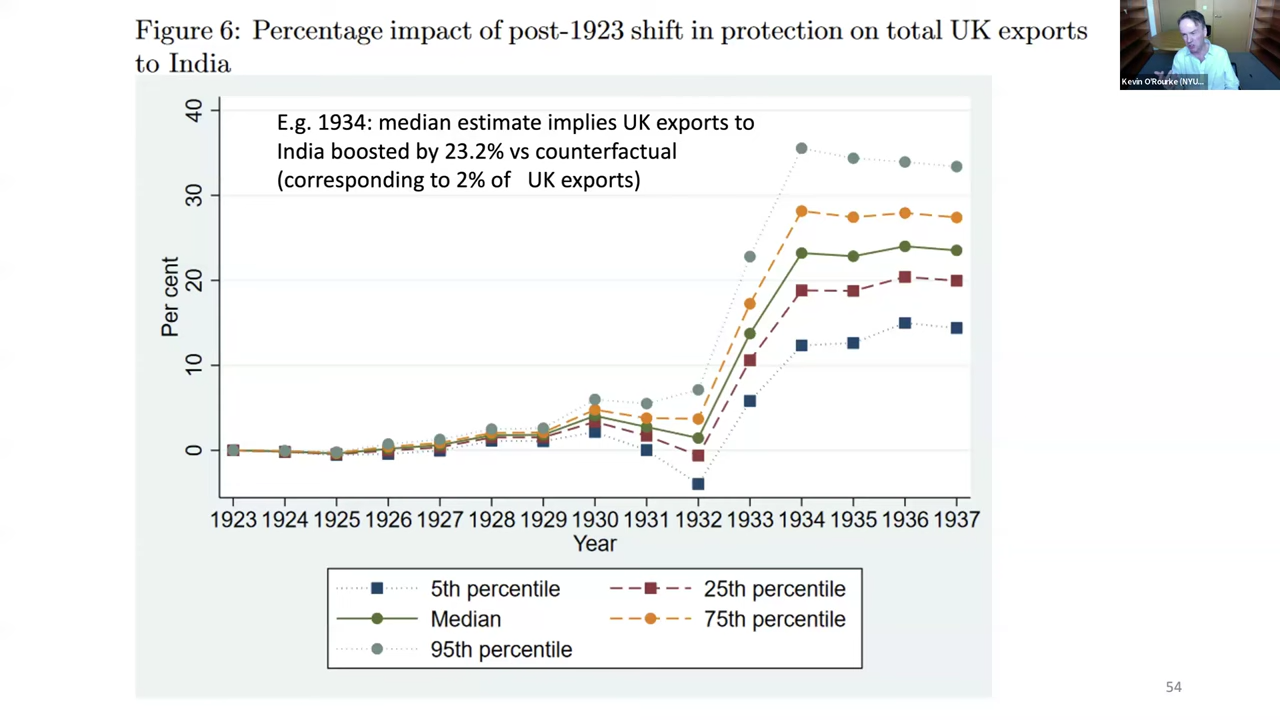 Figure 6: Percentage impact of post-1923 shift in protection on total UK exports
to India
Kevin O'Rourke (NYU...
E.g. 1934: median estimate implies UK exports to
India boosted by 23.2% vs counterfactual
(corresponding to 2% of UK exports)
40
30
20
10
0
Per cent
1923 1924 1925 1926 1927 1928 1929 1930 1931 1932 1933 1934 1935 1936 1937
Year
5th percentile 25th percentile
Median 75th percentile
95th percentile
54